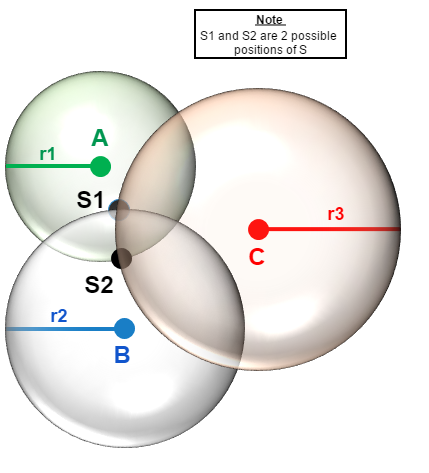 Note
S1 and S2 are 2 possible
positions of S
A
r1
S1
r3
C
S2
r2
B